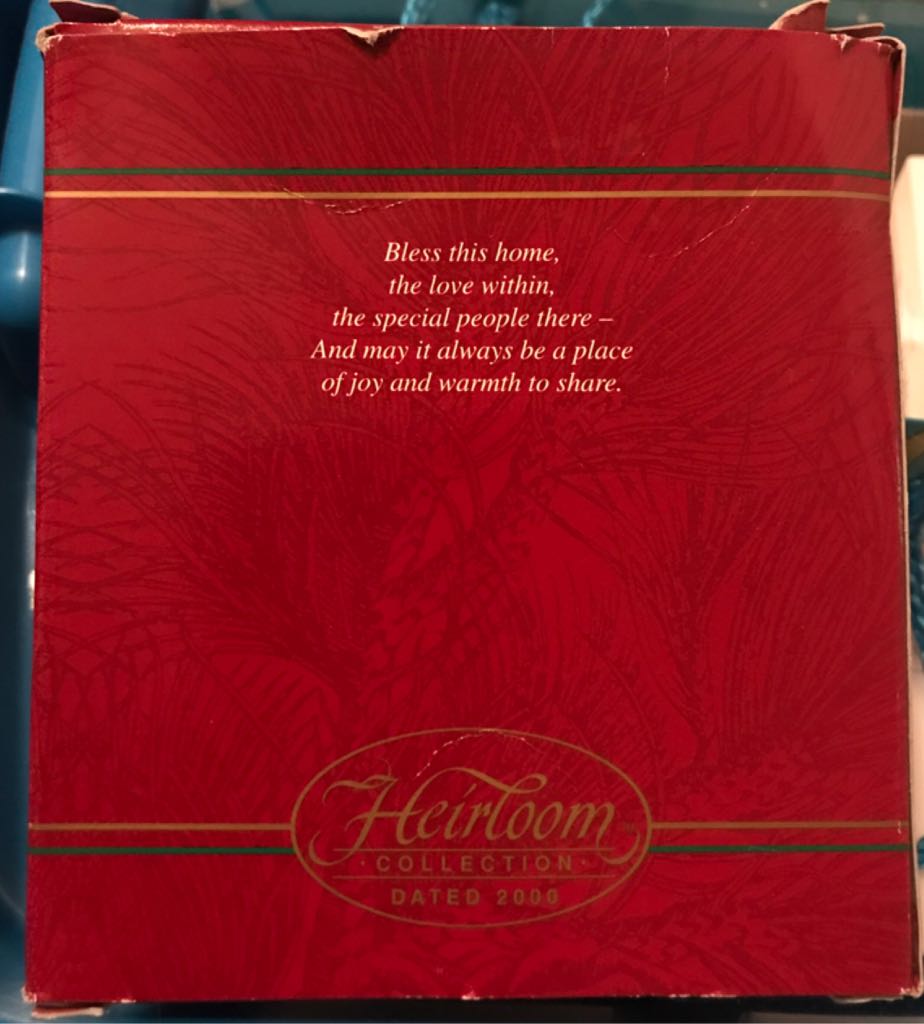 Bless this home,
the love within,
the special people there –
And may it always be a place
of joy and warmth to share.
Heirloom
· COLLECTION ·
DATED 2000